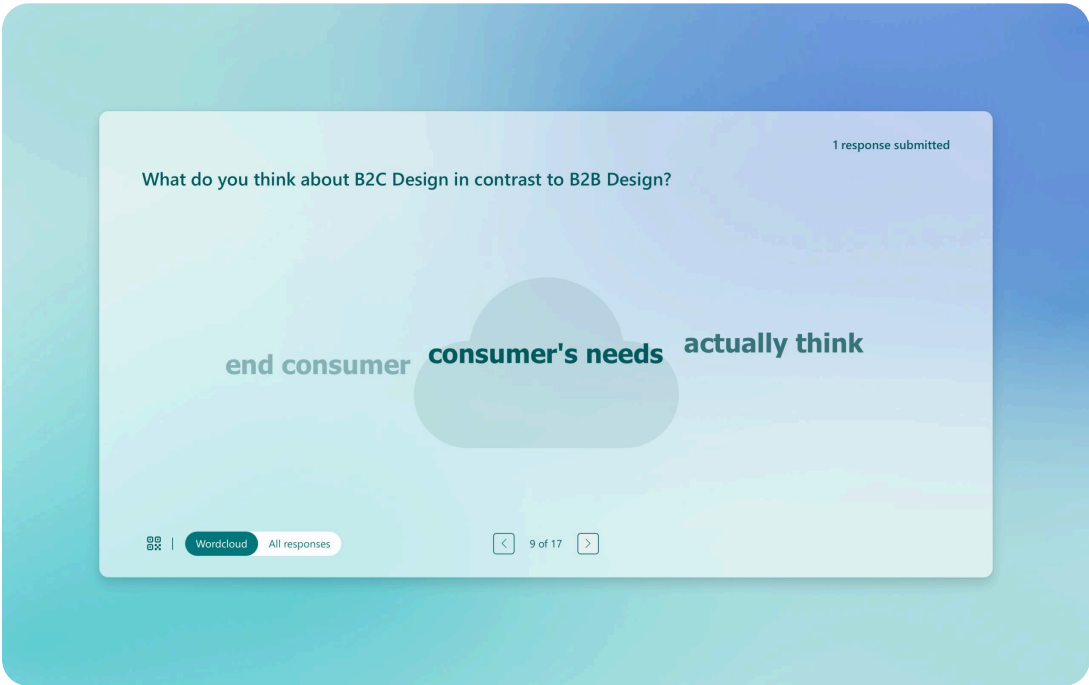 1 response submitted
What do you think about B2C Design in contrast to B2B Design?
end consumer consumer's needs actually think
Wordcloud All responses 9 of 17